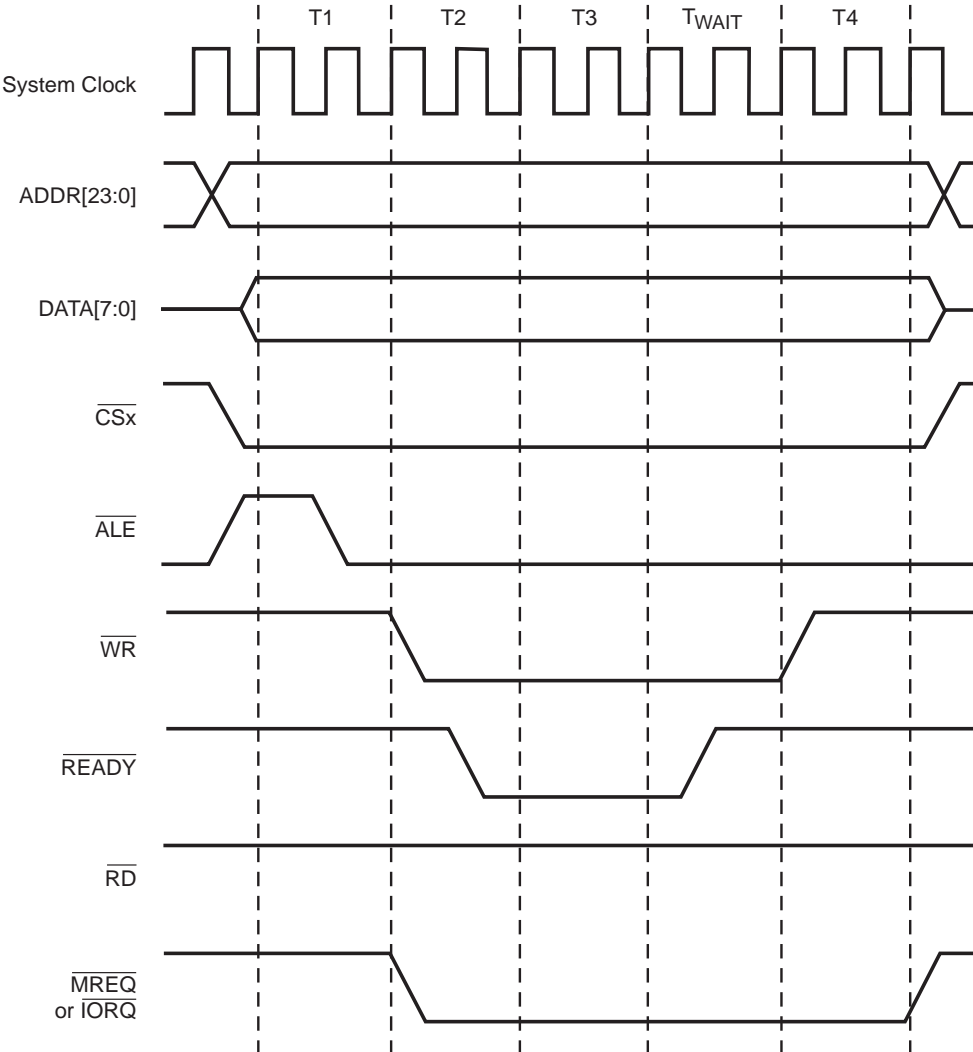 T1 T2 T3 TWAIT T4
System Clock
ADDR[23:0]
DATA[7:0]
CSx
ALE
WR
READY
RD
MREQ
or IORQ